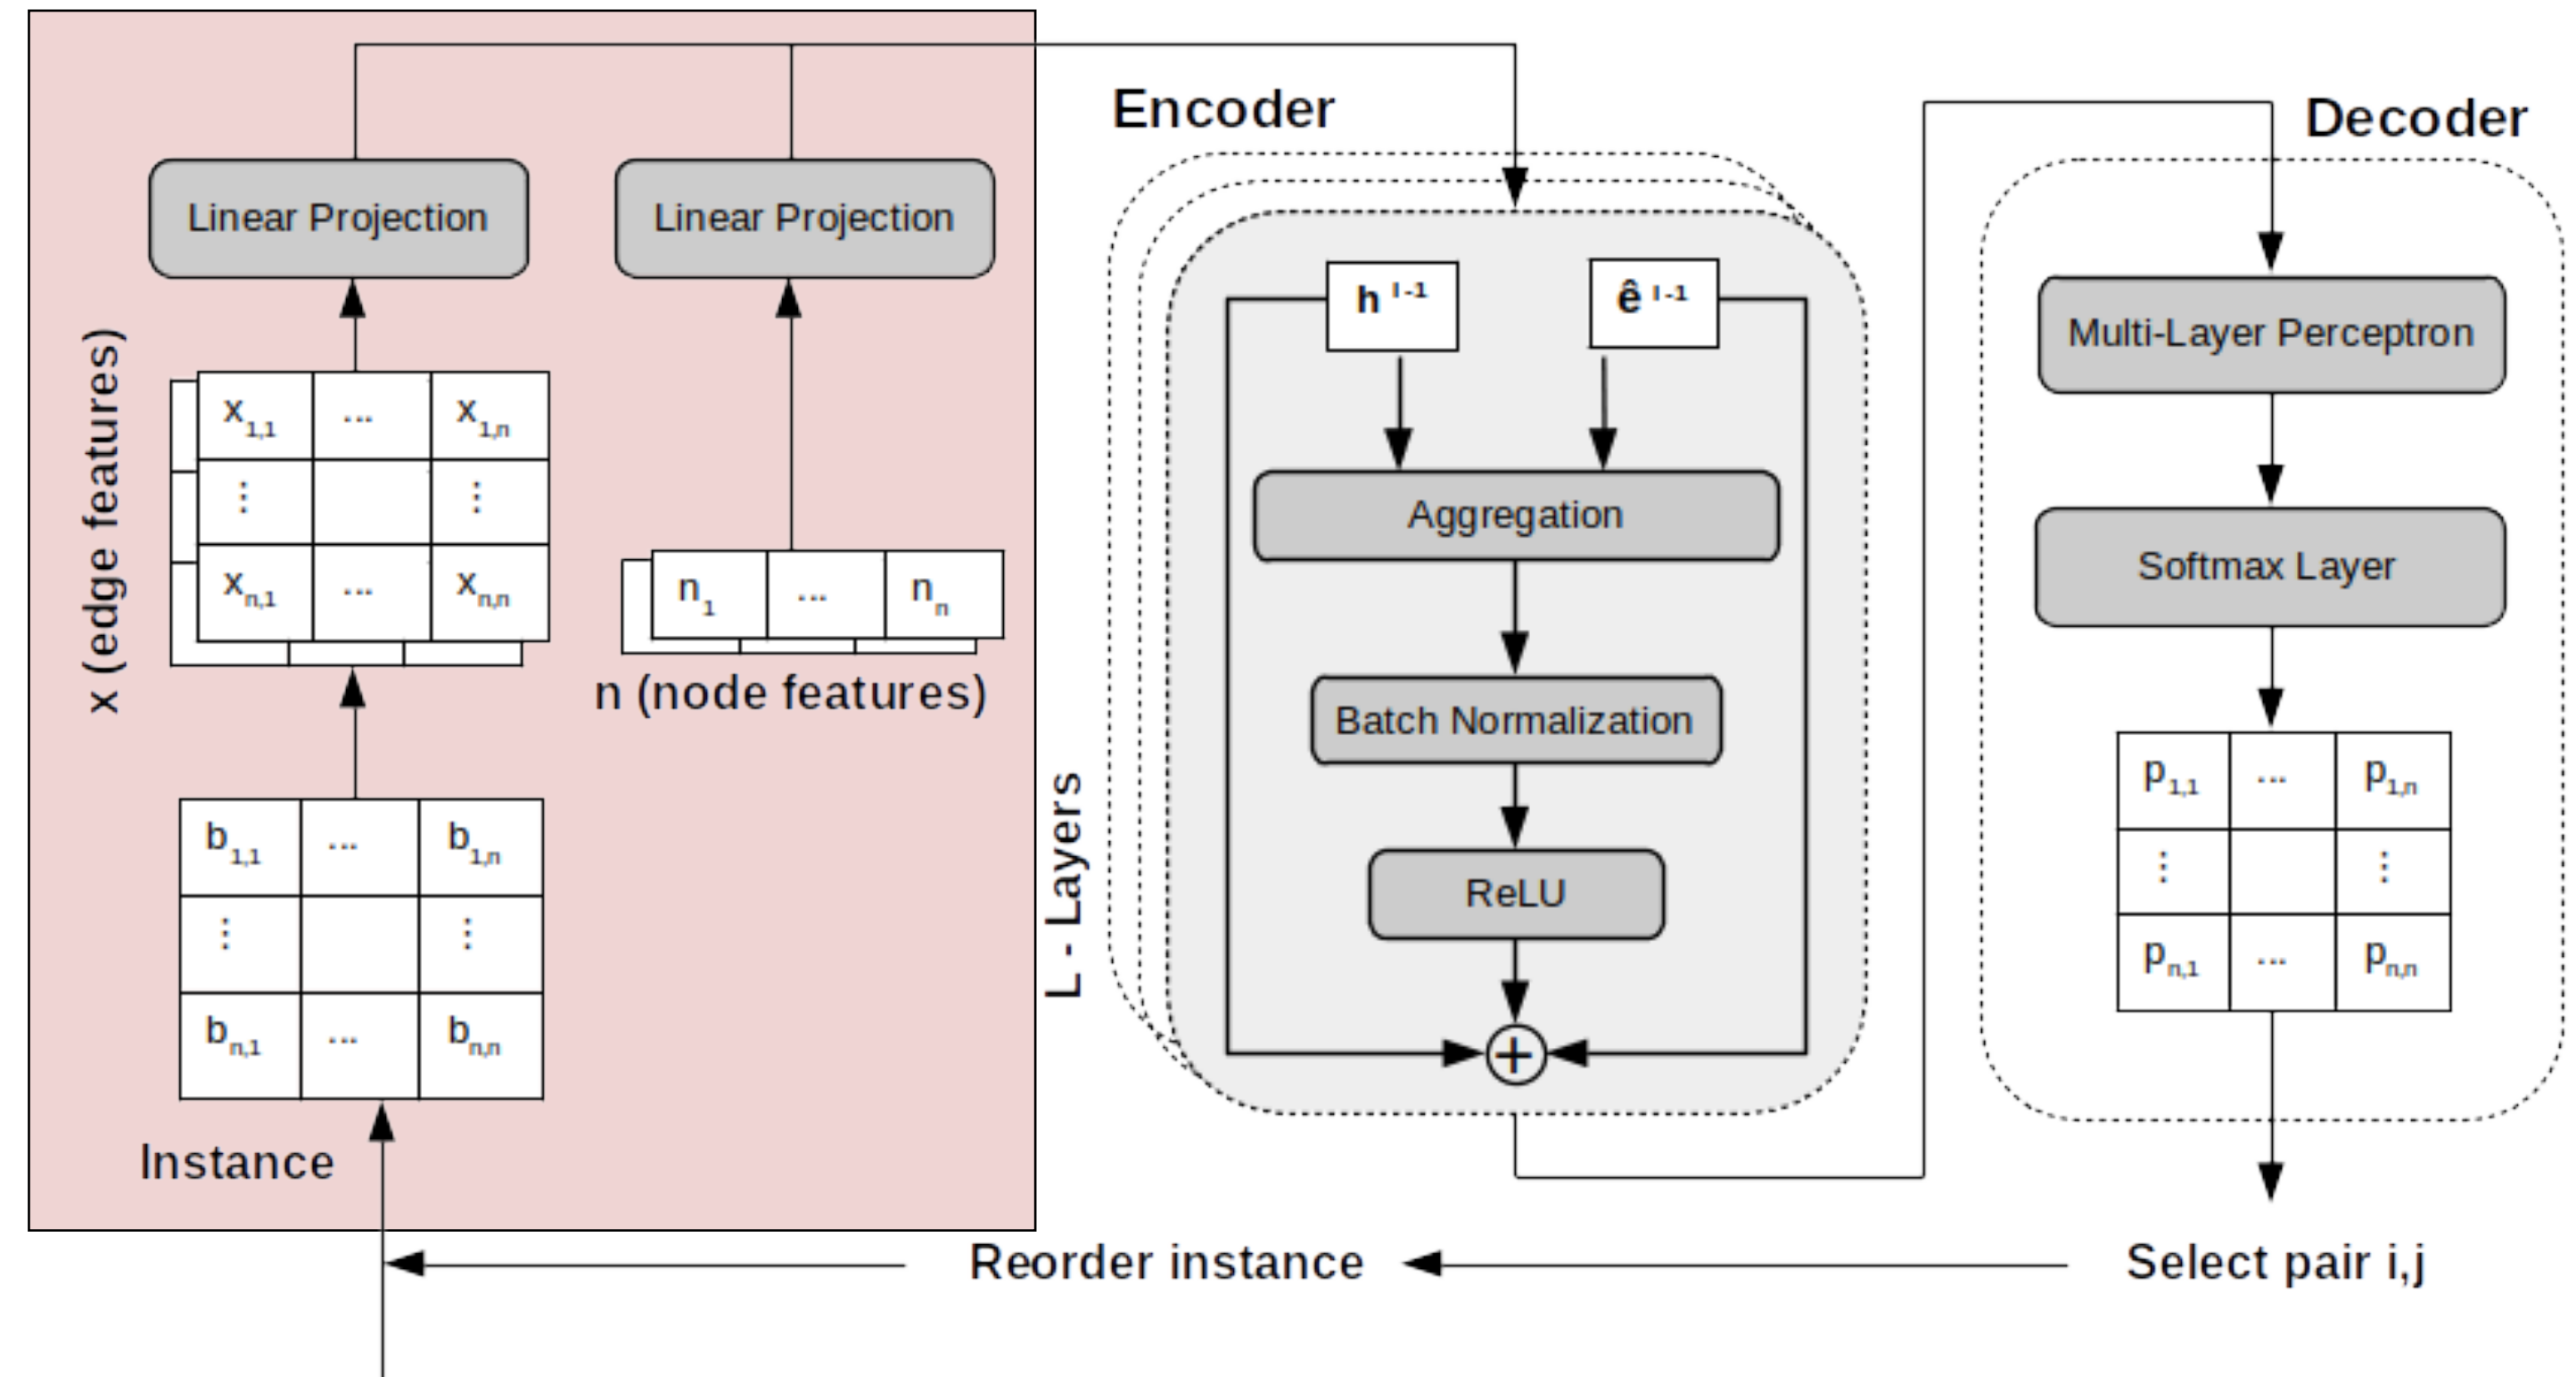 Encoder
Decoder
Linear Projection
Linear Projection
h l-1
ê l-1
Multi-Layer Perceptron
x (edge features)
x1,1 ... x1,n
⋮ ⋮
xn,1 ... xn,n
Aggregation
Softmax Layer
n1 ... nn
n (node features)
Batch Normalization
L - Layers
p1,1 ... p1,n
⋮ ⋮
pn,1 ... pn,n
b1,1 ... b1,n
⋮ ⋮
bn,1 ... bn,n
ReLU
+
Instance
Reorder instance
Select pair i,j